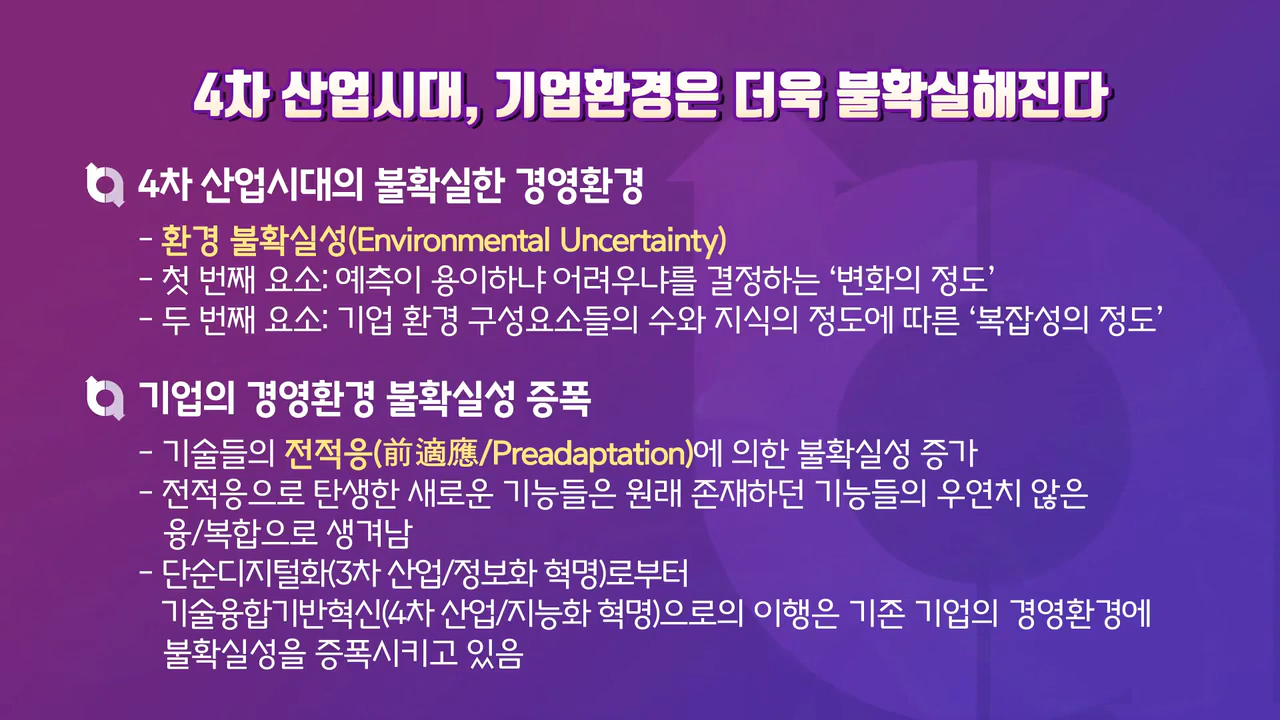 4차 산업시대, 기업환경은 더욱 불확실해진다
4차 산업시대의 불확실한 경영환경
- 환경 불확실성(Environmental Uncertainty)
- 첫 번째 요소: 예측이 용이하냐 어려우냐를 결정하는 ‘변화의 정도’
- 두 번째 요소: 기업 환경 구성요소들의 수와 지식의 정도에 따른 ‘복잡성의 정도’
기업의 경영환경 불확실성 증폭
- 기술들의 전적응(前適應/Preadaptation)에 의한 불확실성 증가
- 전적응으로 탄생한 새로운 기능들은 원래 존재하던 기능들의 우연치 않은
융/복합으로 생겨남
- 단순디지털화(3차 산업/정보화 혁명)로부터
기술융합기반혁신(4차 산업/지능화 혁명)으로의 이행은 기존 기업의 경영환경에
불확실성을 증폭시키고 있음